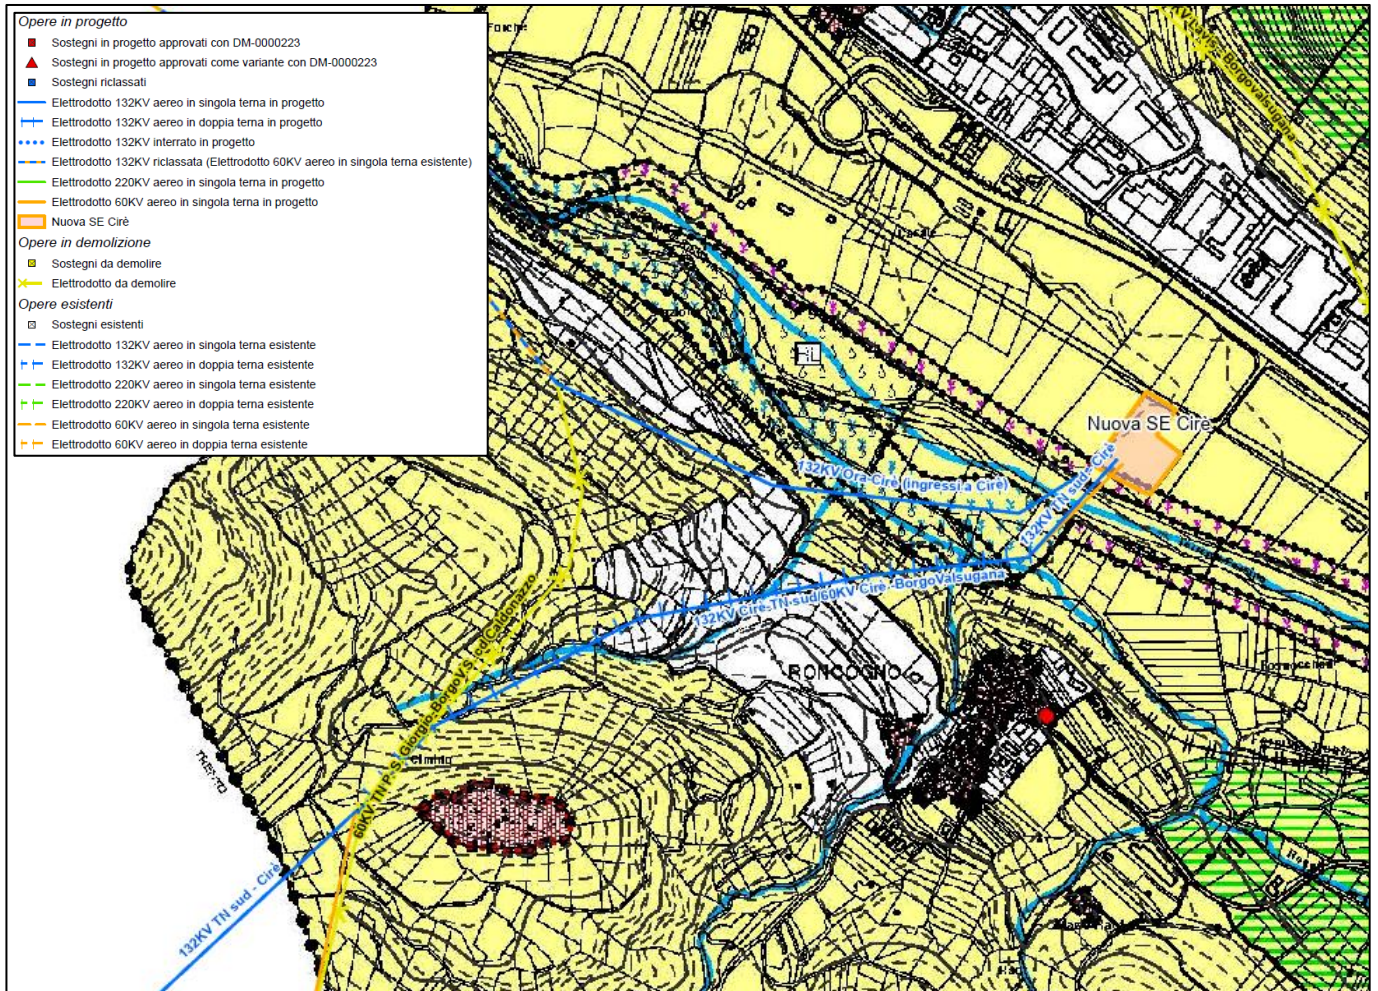 Opere in progetto
Sostegni in progetto approvati con DM-0000223
Sostegni in progetto approvati come variante con DM-0000223
Sostegni riclassati
Elettrodotto 132KV aereo in singola terna in progetto
Elettrodotto 132KV aereo in doppia terna in progetto
Elettrodotto 132KV interrato in progetto
Elettrodotto 132KV riclassata (Elettrodotto 60KV aereo in singola terna esistente)
Elettrodotto 220KV aereo in singola terna in progetto
Elettrodotto 60KV aereo in singola terna in progetto
Nuova SE Cirè
Opere in demolizione
Sostegni da demolire
Elettrodotto da demolire
Opere esistenti
Sostegni esistenti
Elettrodotto 132KV aereo in singola terna esistente
Elettrodotto 132KV aereo in doppia terna esistente
Elettrodotto 220KV aereo in singola terna esistente
Elettrodotto 220KV aereo in doppia terna esistente
Elettrodotto 60KV aereo in singola terna esistente
Elettrodotto 60KV aereo in doppia terna esistente
Nuova SE Cirè
132KV Ora-Cirè (ingressi a Cirè)
132KV TN sud - Cirè
132KV Cirè-TN sud/60KV Cirè -BorgoValsugana
RONCOGNO
TRENTO
132KV TN sud - Cirè